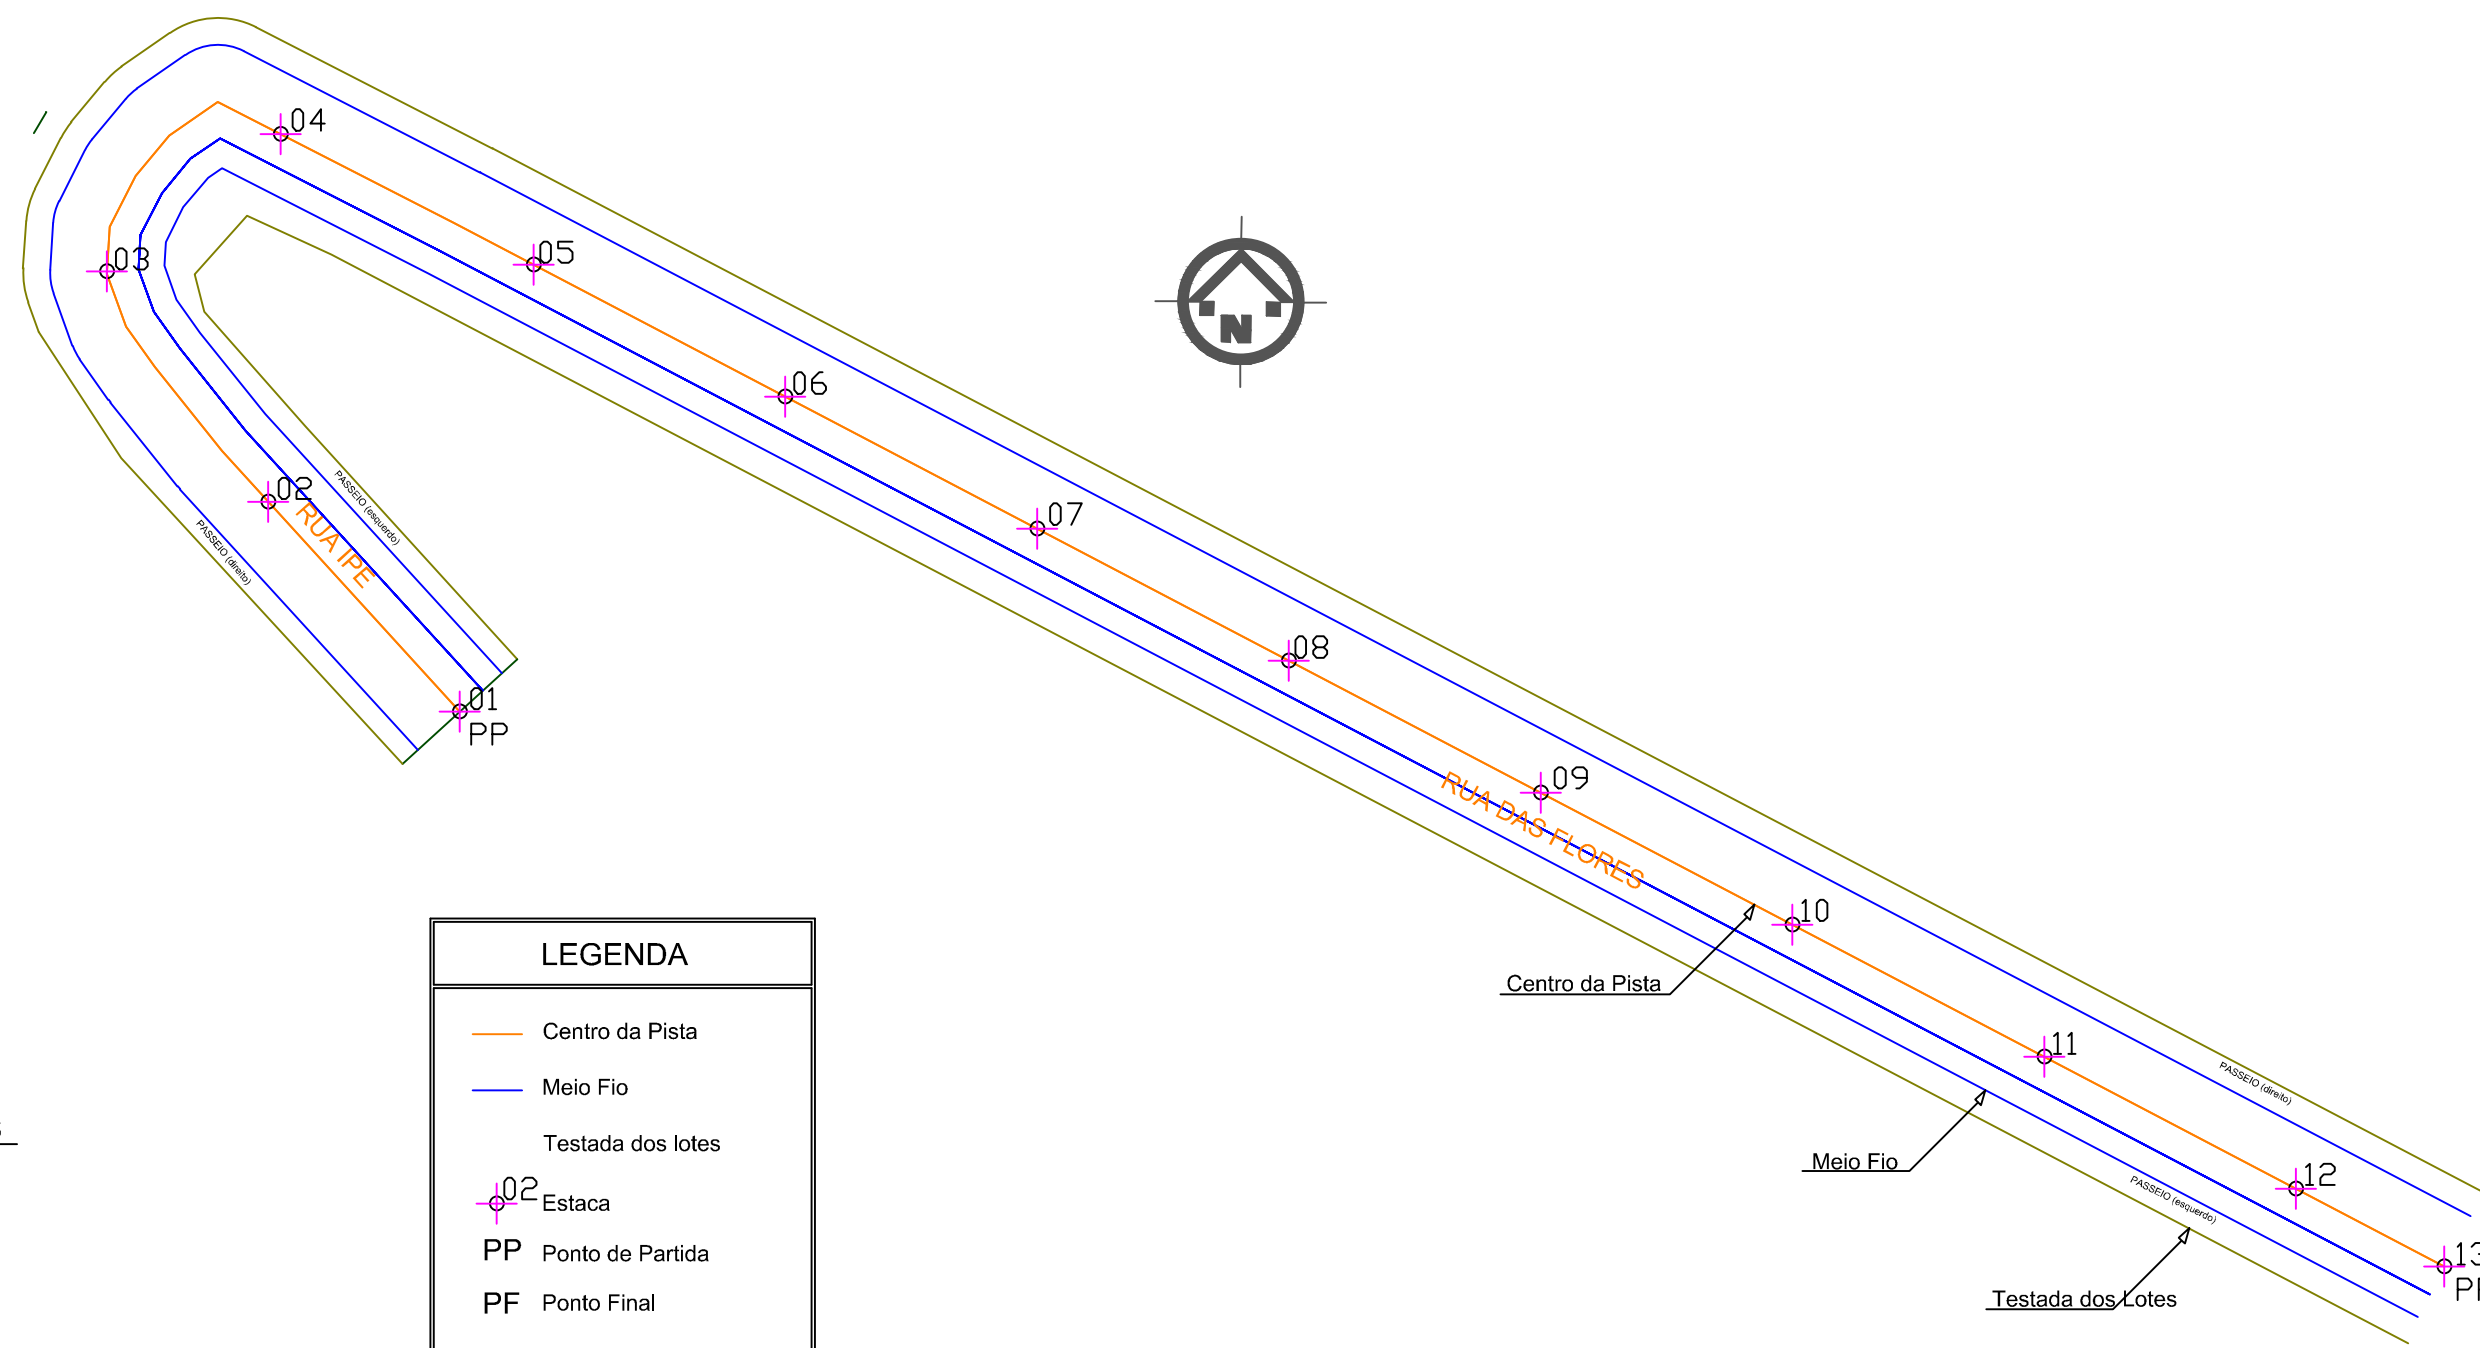 04
03
05
N
06
02
PASSEIO (esquerdo)
RUA IPE
PASSEIO (direito)
07
08
01
PP
09
RUA DAS FLORES
10
LEGENDA
Centro da Pista
Centro da Pista
Meio Fio
Testada dos lotes
02
Estaca
PP Ponto de Partida
PF Ponto Final
11
PASSEIO (direito)
Meio Fio
12
PASSEIO (esquerdo)
13
Testada dos Lotes